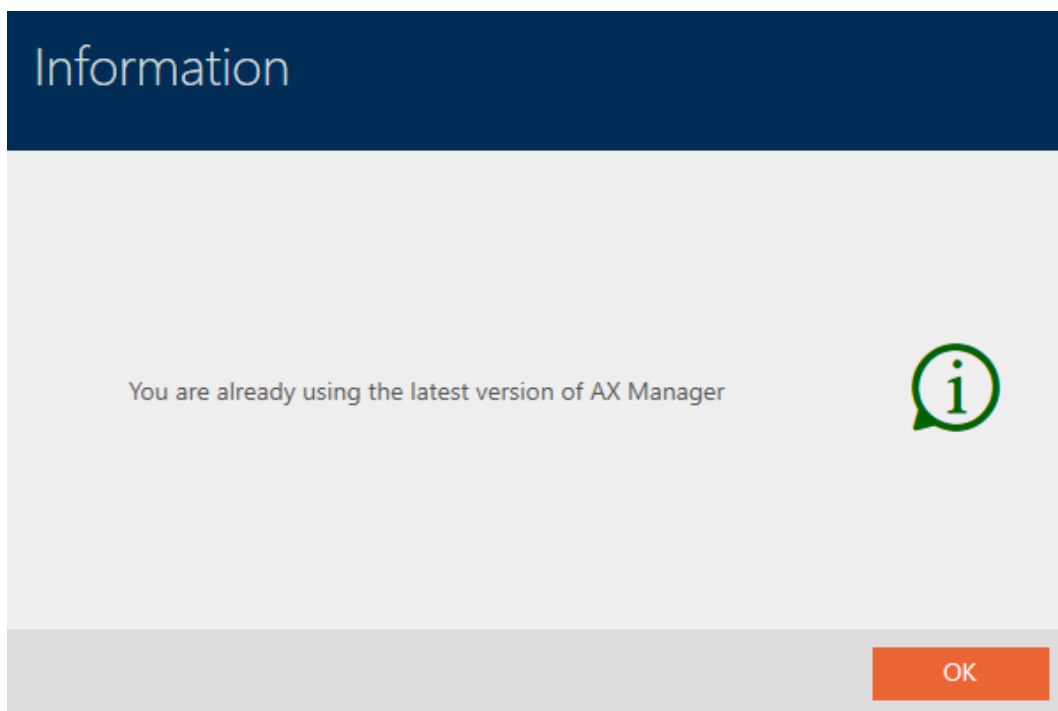 Information
You are already using the latest version of AX Manager
OK